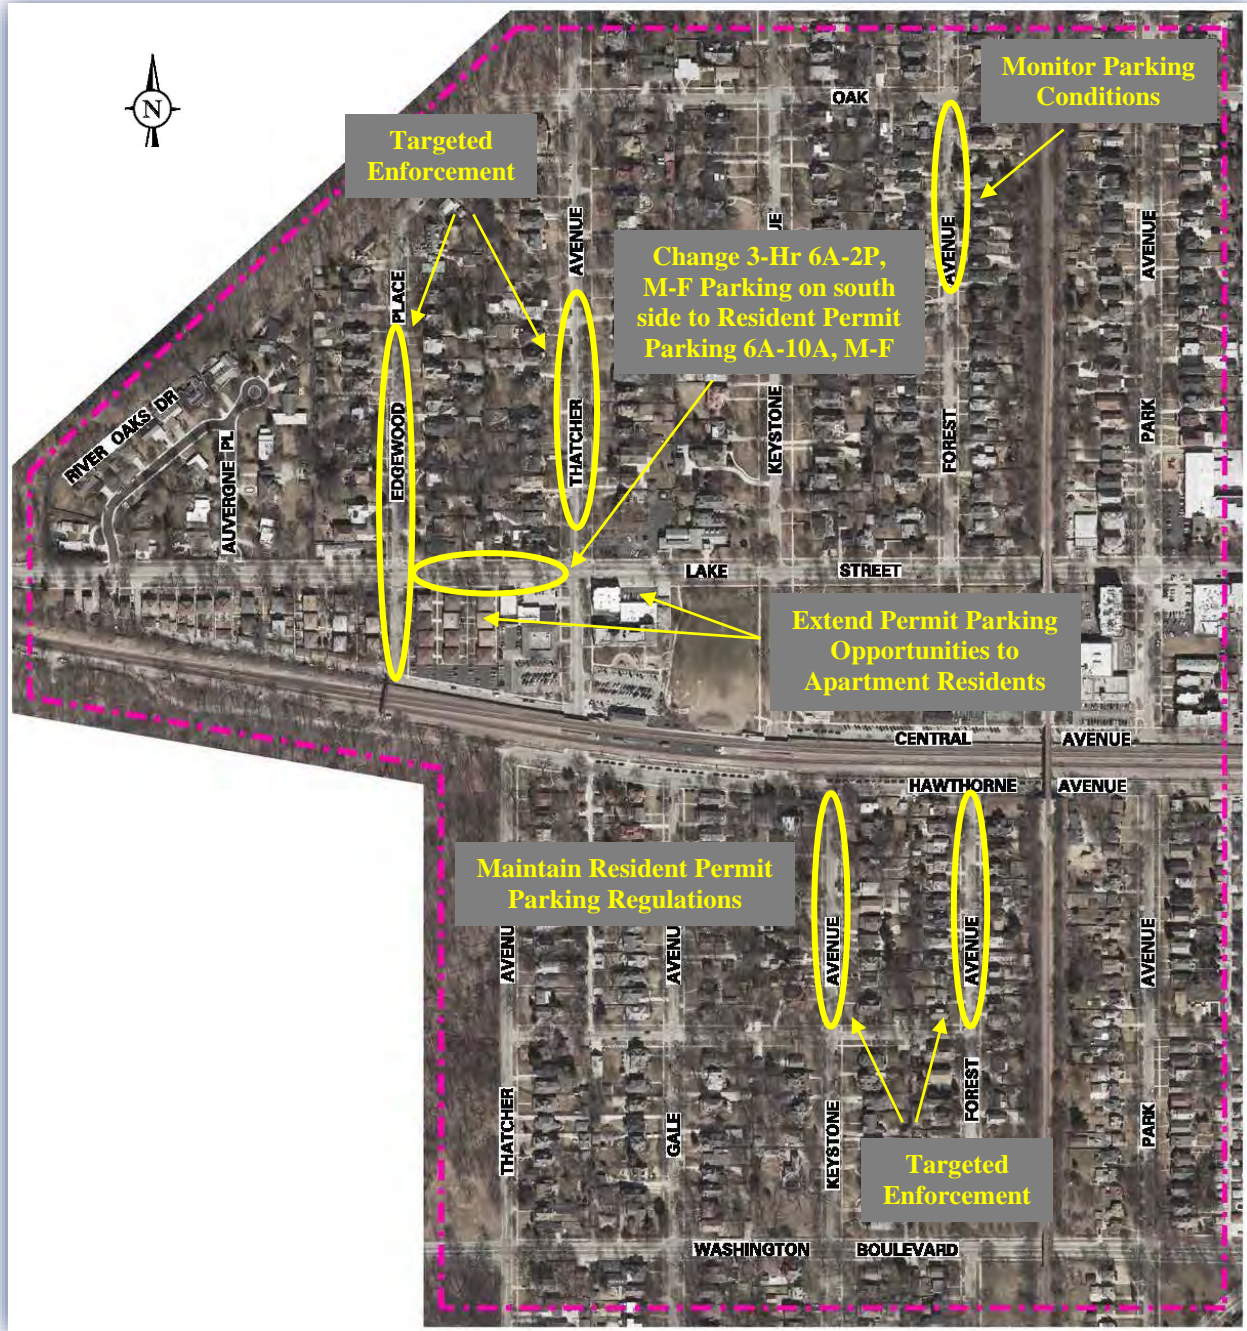 N
OAK
Monitor Parking
Conditions
Targeted
Enforcement
AVENUE
UE
AVENUE
AVENUE
PLACE
Change 3-Hr 6A-2P,
M-F Parking on south
side to Resident Permit
Parking 6A-10A, M-F
RIVER OAKS DR
AUVERGNE PL
EDGEWOOD
THATCHER
KEYSTONE
FOREST
PARK
LAKE
STREET
Extend Permit Parking
Opportunities to
Apartment Residents
CENTRAL
AVENUE
HAWTHORNE
AVENUE
Maintain Resident Permit
Parking Regulations
AVENU
AVENU
AVENUE
AVENUE
AVENUE
THATCHER
GALE
KEYSTONE
FOREST
PARK
Targeted
Enforcement
WASHINGTON
BOULEVARD